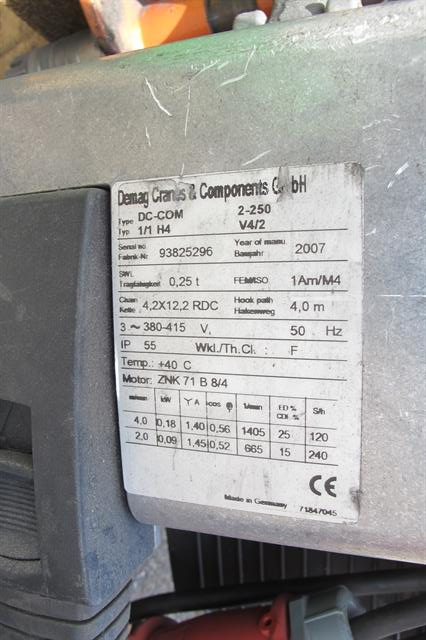 Demag Cranes & Components GmbH
Type DC-COM 2-250
Typ 1/1 H4 V4/2
Serial no. 93825296 Year of manu. 2007
Fabrik-Nr. Baujahr
SWL 0,25 t FEM/ISO 1Am/M4
Tragfähigkeit
Chain 4,2X12,2 RDC Hook path 4,0 m
Kette Hakenweg
3 ~ 380-415 V, 50 Hz
IP 55 Wkl./Th.Cl. : F
Temp.: +40 C
Motor: ZNK 71 B 8/4
m/min kW Y A cos φ 1/min ED % S/h
CDF %
4,0 0,18 1,40 0,56 1405 25 120
2,0 0,09 1,45 0,52 665 15 240
CE
Made in Germany 71847045